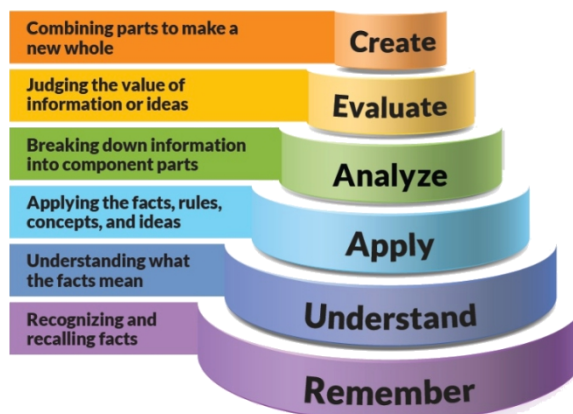 Combining parts to make a
new whole
Create
Judging the value of
information or ideas
Evaluate
Breaking down information
into component parts
Analyze
Applying the facts, rules,
concepts, and ideas
Apply
Understanding what
the facts mean
Understand
Recognizing and
recalling facts
Remember